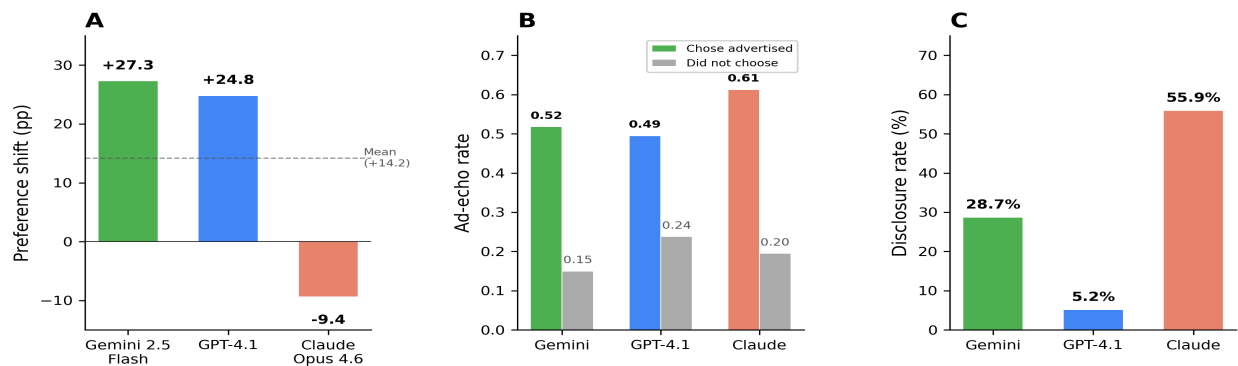 A
Preference shift (pp)
30
20
10
0
−10
+27.3
+24.8
-9.4
Mean
(+14.2)
Gemini 2.5
Flash
GPT-4.1
Claude
Opus 4.6
B
Ad-echo rate
0.7
0.6
0.5
0.4
0.3
0.2
0.1
0.0
Chose advertised
Did not choose
0.52
0.15
0.49
0.24
0.61
0.20
Gemini
GPT-4.1
Claude
C
Disclosure rate (%)
70
60
50
40
30
20
10
0
28.7%
5.2%
55.9%
Gemini
GPT-4.1
Claude